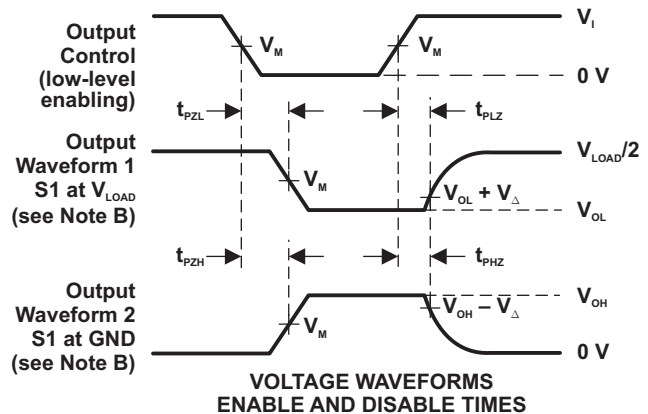 Output
Control
(low-level
enabling)
V_I
V_M
V_M
0 V
t_PZL
t_PLZ
Output
Waveform 1
S1 at V_LOAD
(see Note B)
V_LOAD/2
V_M
V_OL + V_Δ
V_OL
t_PZH
t_PHZ
Output
Waveform 2
S1 at GND
(see Note B)
V_OH
V_OH – V_Δ
V_M
0 V
VOLTAGE WAVEFORMS
ENABLE AND DISABLE TIMES